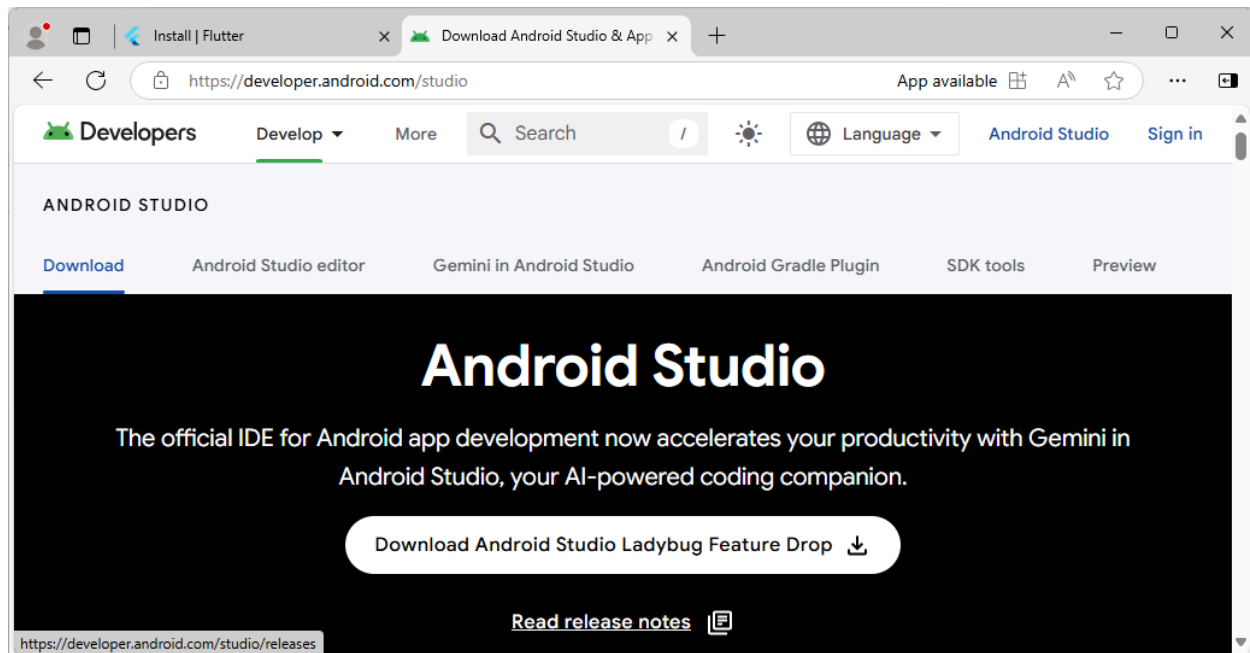 Install | Flutter
Download Android Studio & App
https://developer.android.com/studio
App available
Developers Develop More Search / Language Android Studio Sign in
ANDROID STUDIO
Download Android Studio editor Gemini in Android Studio Android Gradle Plugin SDK tools Preview
Android Studio
The official IDE for Android app development now accelerates your productivity with Gemini in
Android Studio, your AI-powered coding companion.
Download Android Studio Ladybug Feature Drop
Read release notes
https://developer.android.com/studio/releases